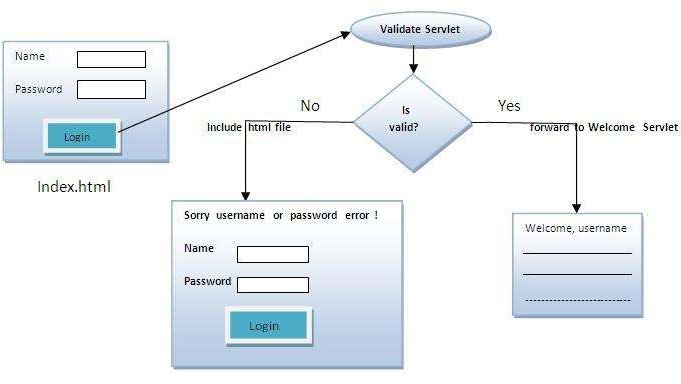 Name
Password
Login
Index.html
Validate Servlet
Is
valid?
No
Yes
Include html file
forward to Welcome Servlet
Sorry username or password error !
Name
Password
Login
Welcome, username